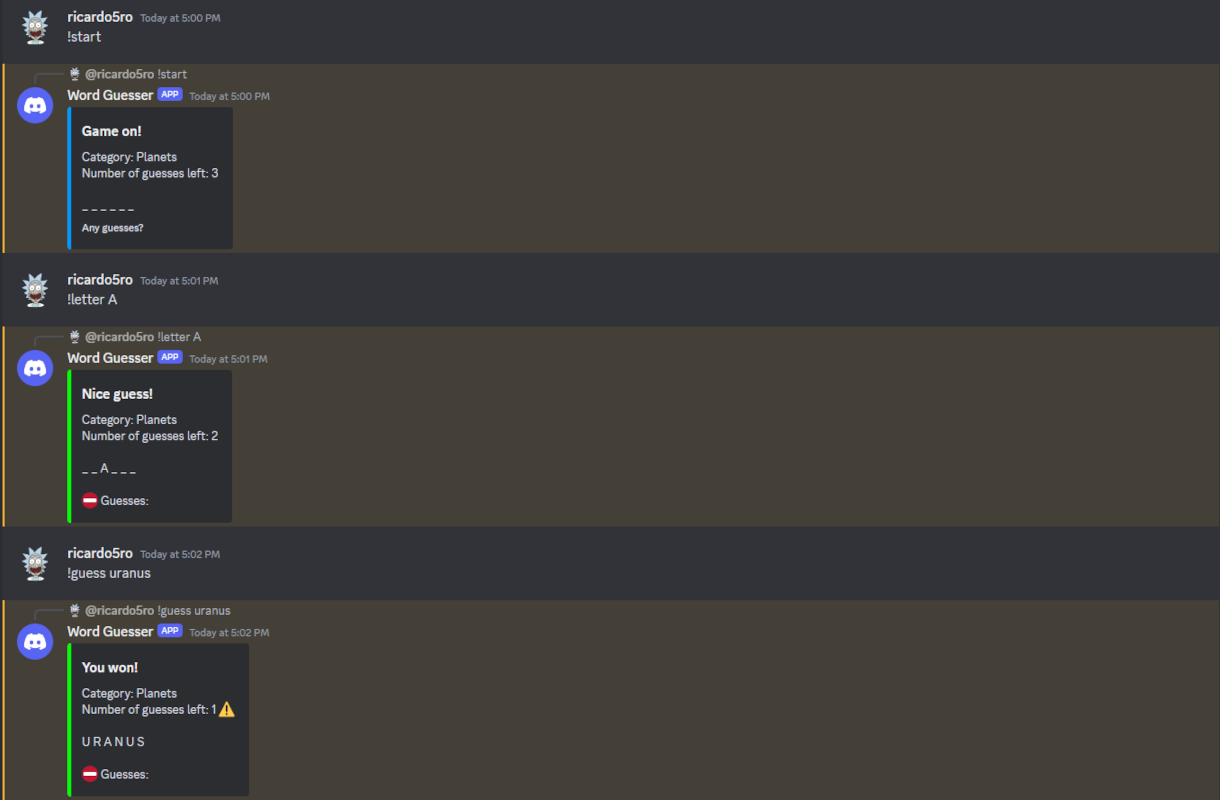 ricardo5ro Today at 5:00 PM
!start
@ricardo5ro !start
Word Guesser APP Today at 5:00 PM
Game on!
Category: Planets
Number of guesses left: 3
_ _ _ _ _ _
Any guesses?
ricardo5ro Today at 5:01 PM
!letter A
@ricardo5ro !letter A
Word Guesser APP Today at 5:01 PM
Nice guess!
Category: Planets
Number of guesses left: 2
_ _ A _ _ _
⛔ Guesses:
ricardo5ro Today at 5:02 PM
!guess uranus
@ricardo5ro !guess uranus
Word Guesser APP Today at 5:02 PM
You won!
Category: Planets
Number of guesses left: 1 ⚠️
U R A N U S
⛔ Guesses: